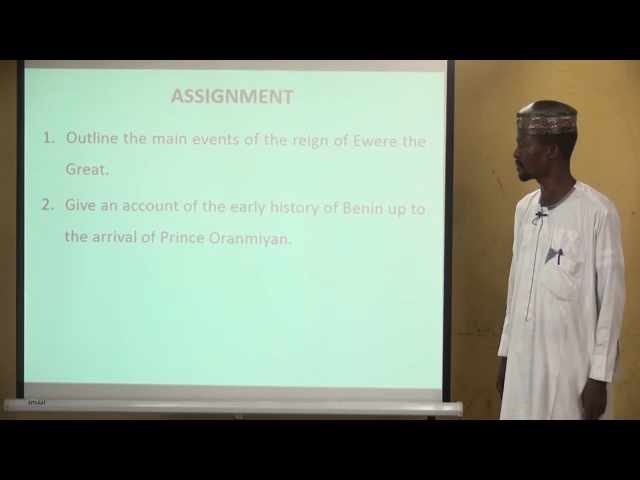 ASSIGNMENT
1. Outline the main events of the reign of Ewere the
Great.
2. Give an account of the early history of Benin up to
the arrival of Prince Oranmiyan.